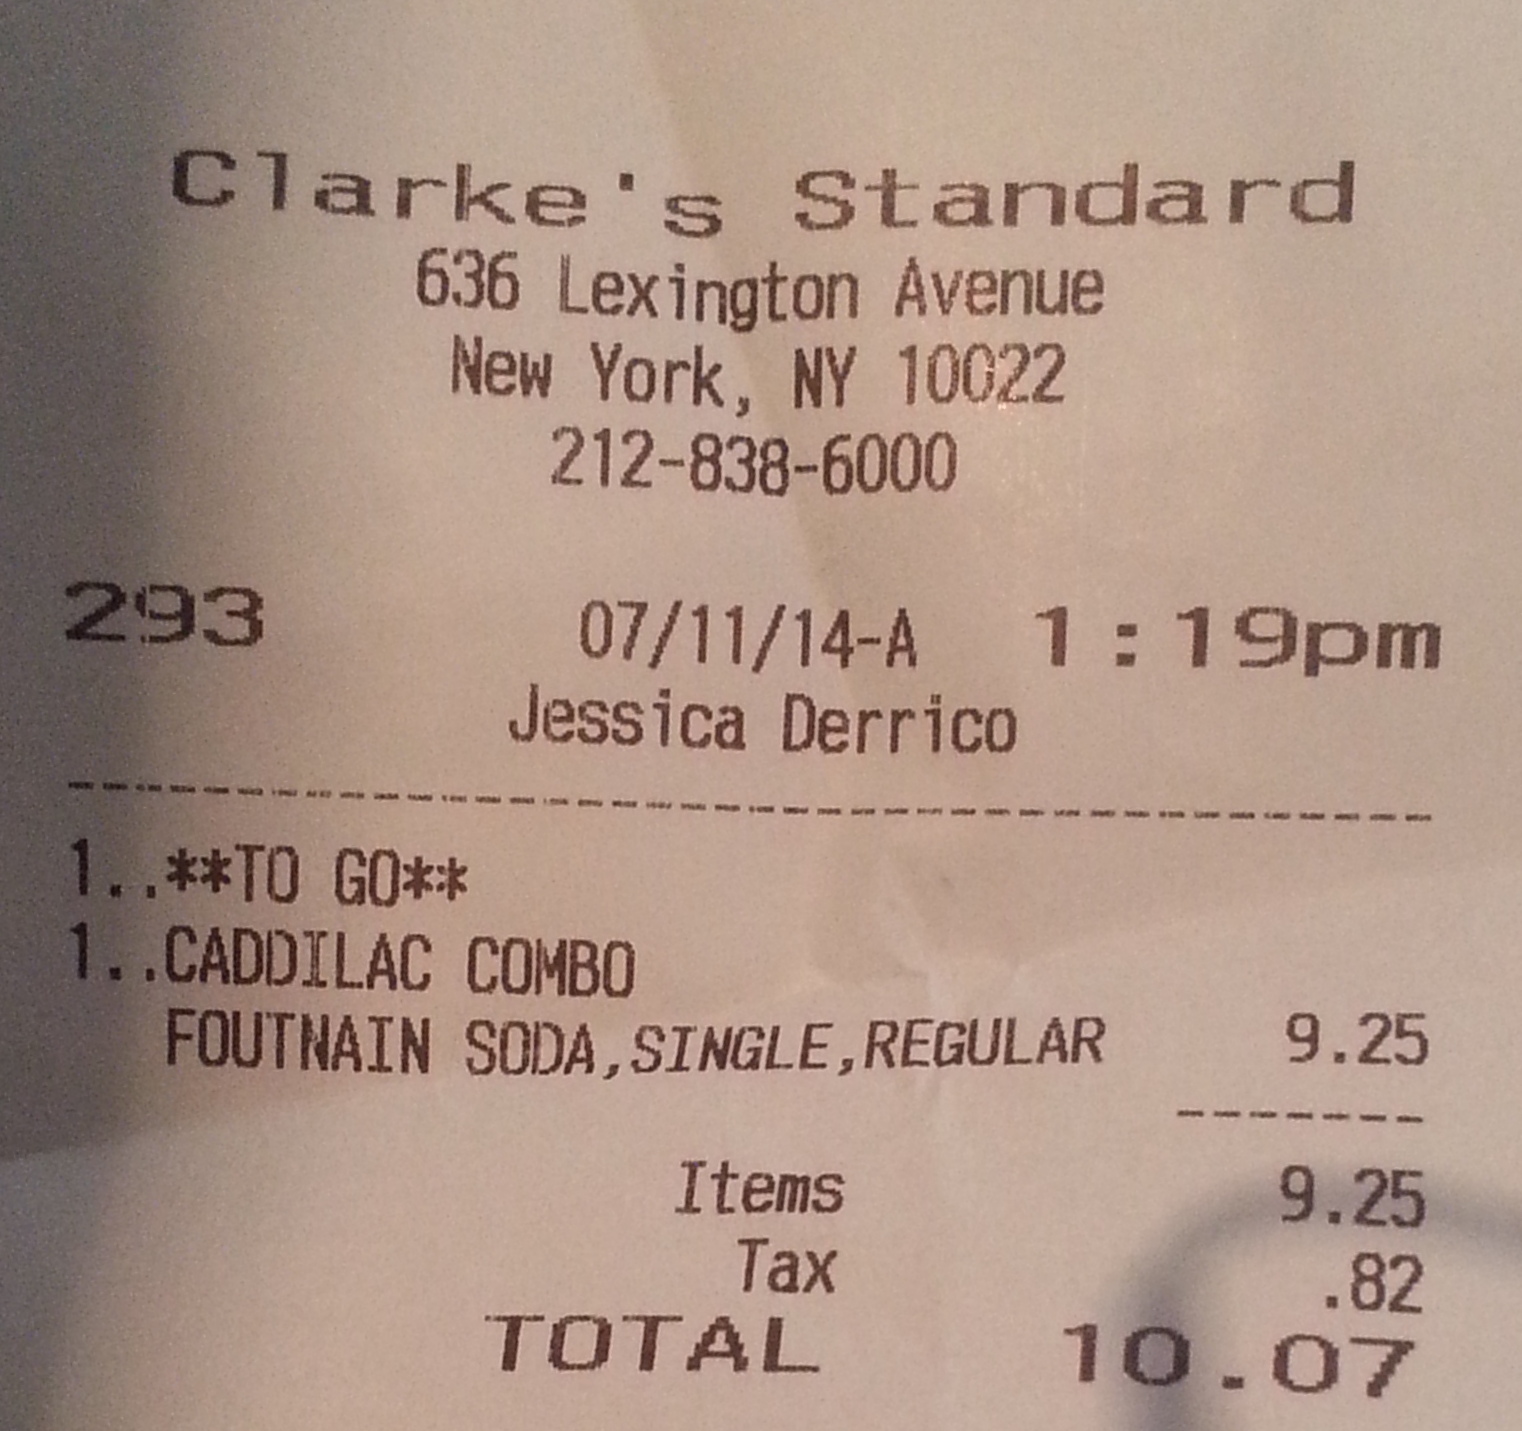 Clarke's Standard
636 Lexington Avenue
New York, NY 10022
212-838-6000
293 07/11/14-A 1:19pm
Jessica Derrico
1..**TO GO**
1..CADDILAC COMBO
FOUTNAIN SODA,SINGLE,REGULAR 9.25
Items 9.25
Tax .82
TOTAL 10.07